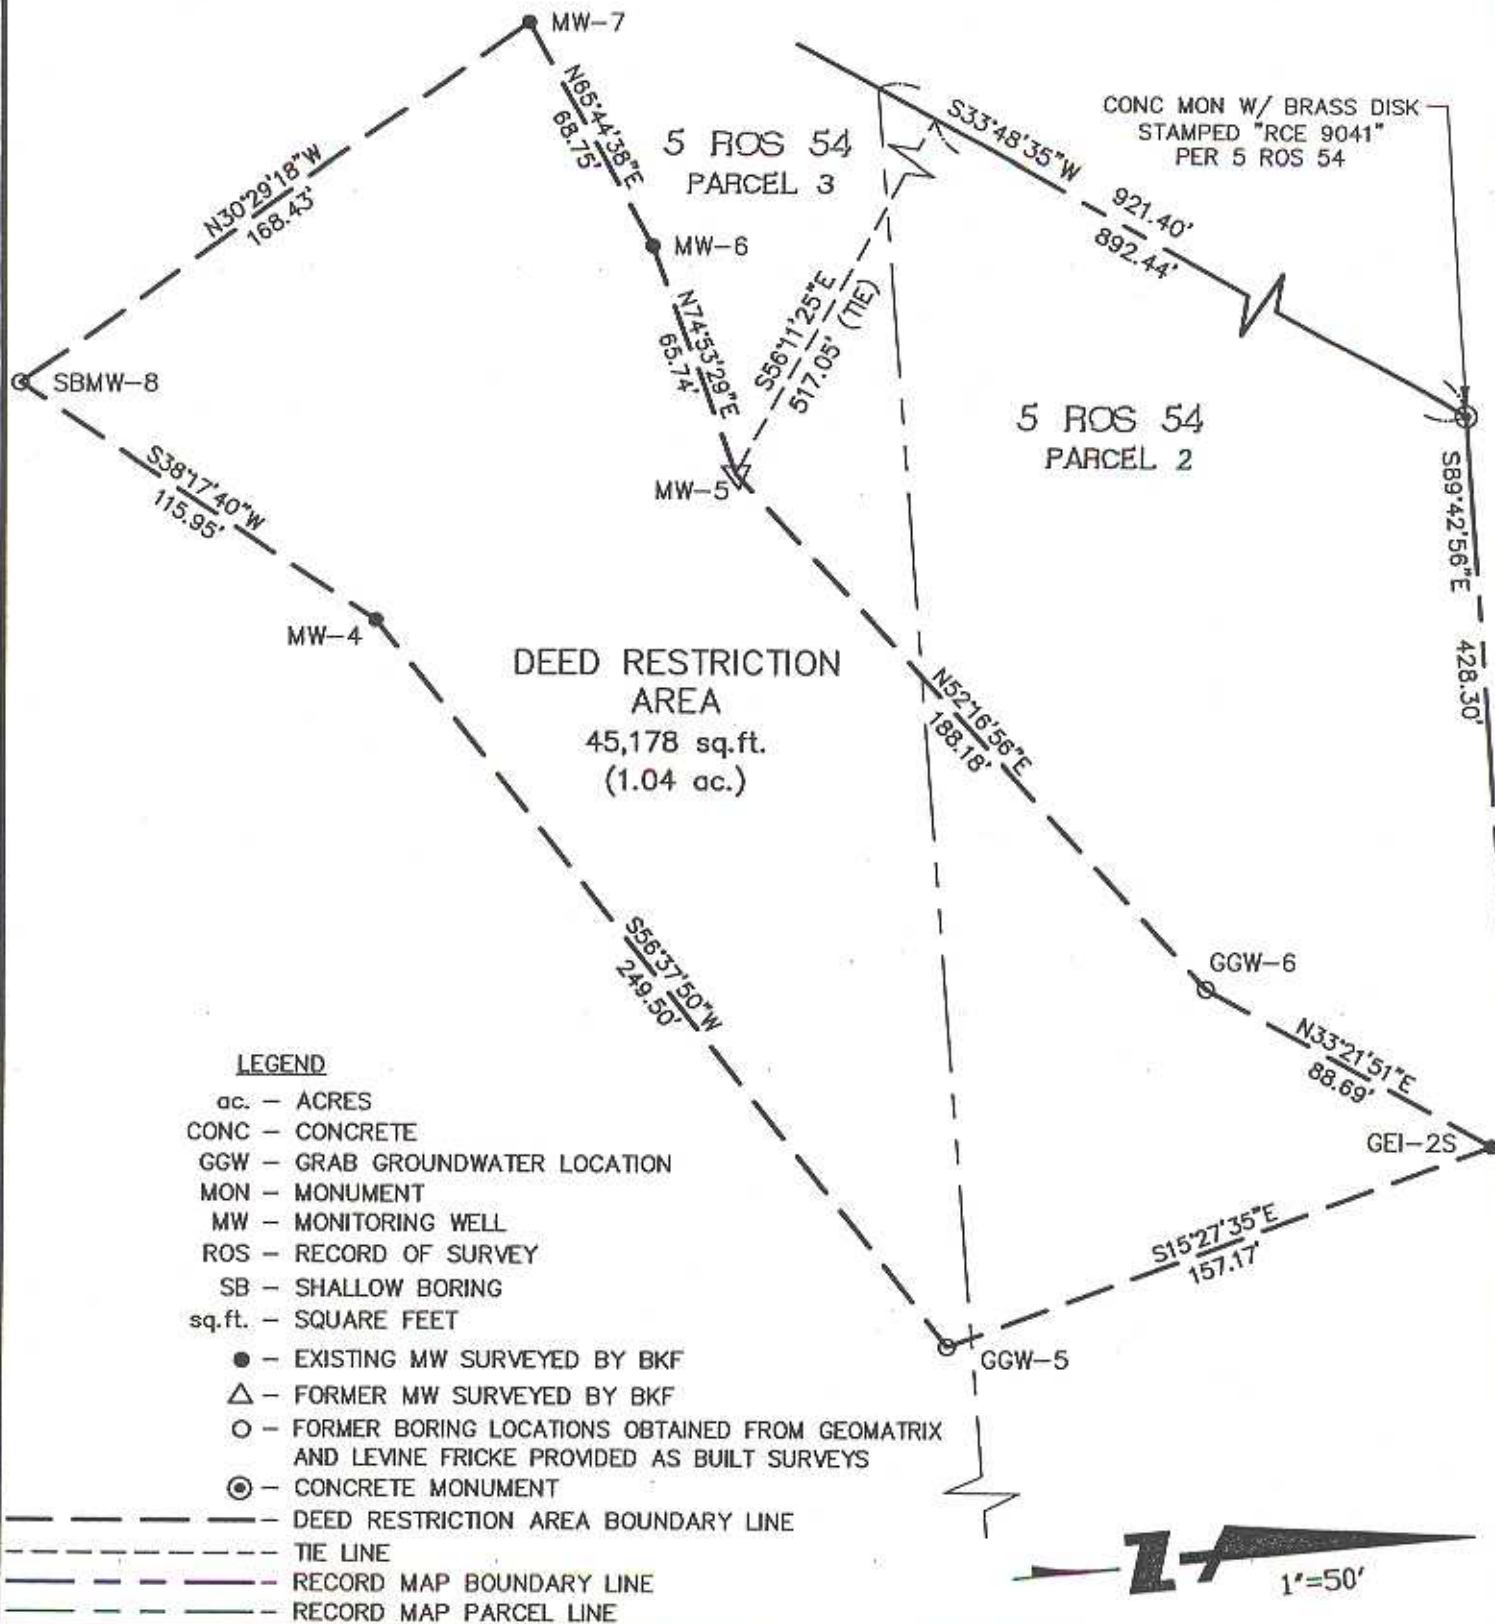 MW-7
N65°44'38"E
68.75'
5 ROS 54
PARCEL 3
S33°48'35"W
921.40'
892.44'
CONC MON W/ BRASS DISK
STAMPED "RCE 9041"
PER 5 ROS 54
N30°29'18"W
168.43'
MW-6
N74°53'29"E
65.74'
S56°11'25"E
517.05' (TIE)
SBMW-8
5 ROS 54
PARCEL 2
S89°42'56"E
428.30'
MW-5
S38°17'40"W
115.95'
MW-4
DEED RESTRICTION
AREA
45,178 sq.ft.
(1.04 ac.)
N52°16'56"E
188.18'
S56°37'50"W
249.50'
GGW-6
N33°21'51"E
88.69'
GEI-2S
S15°27'35"E
157.17'
GGW-5
LEGEND
ac. - ACRES
CONC - CONCRETE
GGW - GRAB GROUNDWATER LOCATION
MON - MONUMENT
MW - MONITORING WELL
ROS - RECORD OF SURVEY
SB - SHALLOW BORING
sq.ft. - SQUARE FEET
- EXISTING MW SURVEYED BY BKF
- FORMER MW SURVEYED BY BKF
- FORMER BORING LOCATIONS OBTAINED FROM GEOMATRIX
AND LEVINE FRICKE PROVIDED AS BUILT SURVEYS
- CONCRETE MONUMENT
- DEED RESTRICTION AREA BOUNDARY LINE
- TIE LINE
- RECORD MAP BOUNDARY LINE
- RECORD MAP PARCEL LINE
N
1"=50'